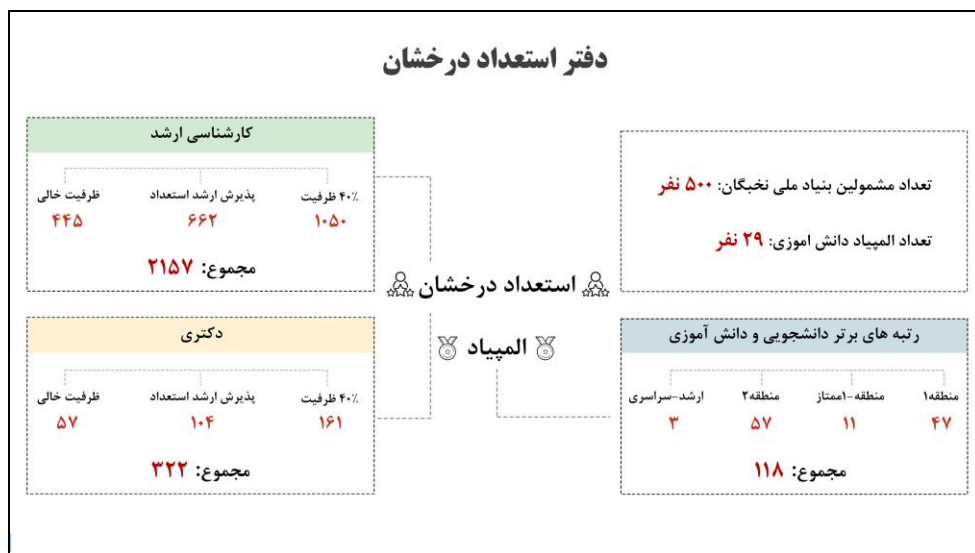 دفتر استعداد درخشان
تعداد مشمولین بنیاد ملی نخبگان: ۵۰۰ نفر
تعداد المپیاد دانش اموزی: ۲۹ نفر
کارشناسی ارشد
۴۰٪ ظرفیت پذیرش ارشد استعداد ظرفیت خالی
۱۰۵۰ ۶۶۲ ۴۴۵
مجموع: ۲۱۵۷
استعداد درخشان
المپیاد
رتبه های برتر دانشجویی و دانش آموزی
منطقه۱ منطقه-۱ممتاز منطقه۲ ارشد-سراسری
۴۷ ۱۱ ۵۷ ۳
مجموع: ۱۱۸
دکتری
۴۰٪ ظرفیت پذیرش ارشد استعداد ظرفیت خالی
۱۶۱ ۱۰۴ ۵۷
مجموع: ۳۲۲